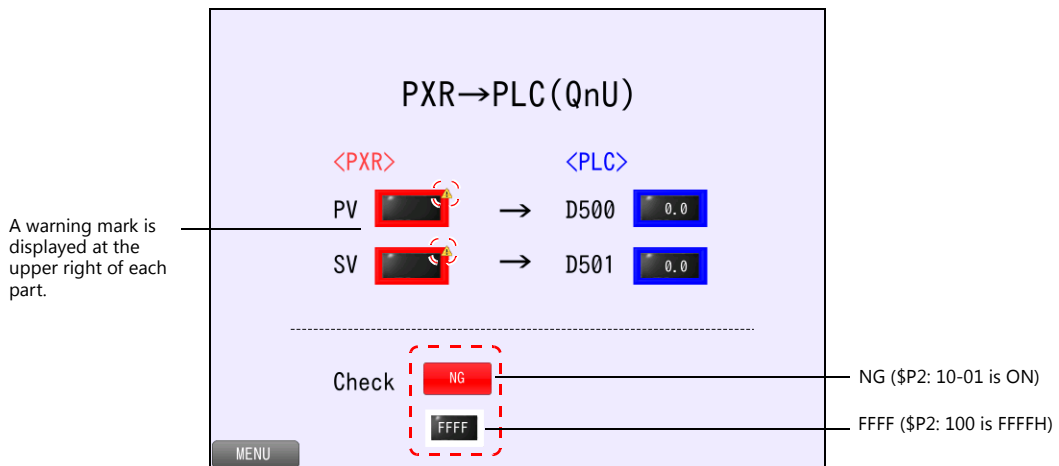 PXR→PLC(QnU)
<PXR> <PLC>
PV → D500 0.0
A warning mark is
displayed at the
upper right of each
part.
SV → D501 0.0
Check NG
NG ($P2: 10-01 is ON)
FFFF
FFFF ($P2: 100 is FFFFH)
MENU